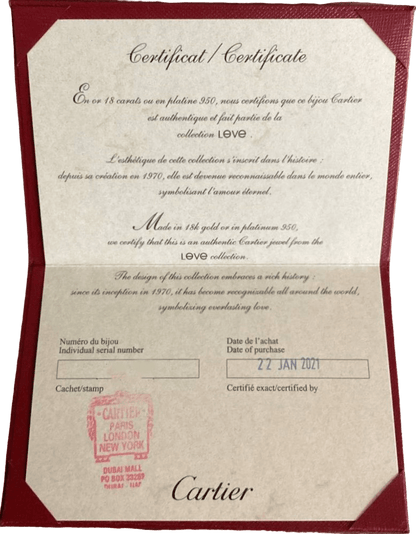 Certificat / Certificate
En or 18 carats ou en platine 950, nous certifions que ce bijou Cartier
est authentique et fait partie de la
collection LOVE .
L'esthétique de cette collection s'inscrit dans l'histoire :
depuis sa création en 1970, elle est devenue reconnaissable dans le monde entier,
symbolisant l'amour éternel.
Made in 18k gold or in platinum 950,
we certify that this is an authentic Cartier jewel from the
LOVE collection.
The design of this collection embraces a rich history :
since its inception in 1970, it has become recognizable all around the world,
symbolizing everlasting love.
Numéro du bijou
Individual serial number
Date de l'achat
Date of purchase
22 JAN 2021
Cachet/stamp
Certifié exact/certified by
CARTIER
PARIS
LONDON
NEW YORK
DUBAI MALL
PO BOX
Cartier